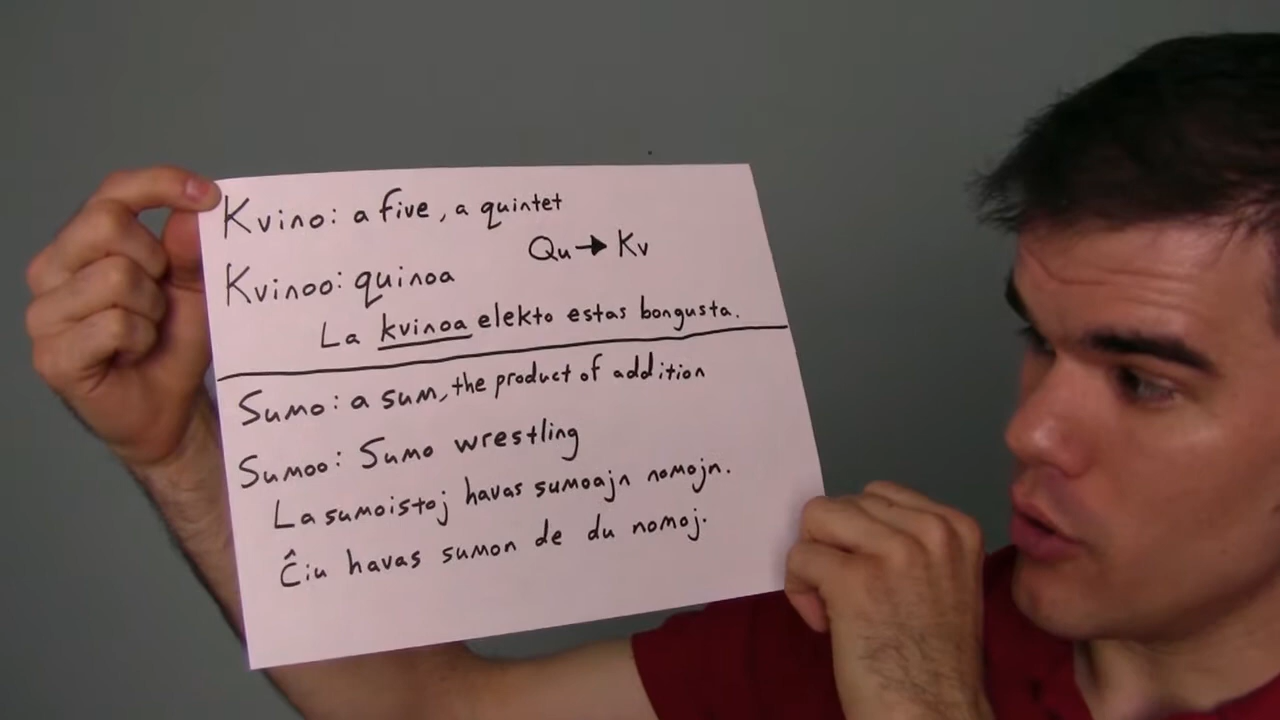 Kvino: a five, a quintet
Qu→Kv
Kvinoo: quinoa
La kvinoa elekto estas bongusta.
Sumo: a sum, the product of addition
Sumoo: Sumo wrestling
La sumoistoj havas sumoajn nomojn.
Ĉiu havas sumon de du nomoj.